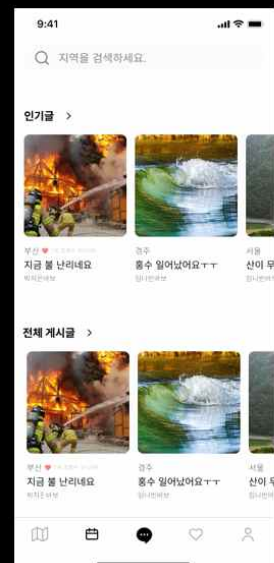 9:41
지역을 검색하세요.
인기글 >
부산
지금 불 난리네요
경주
홍수 일어났어요ㅜㅜ
서울
산이 무
전체 게시글 >
부산
지금 불 난리네요
경주
홍수 일어났어요ㅜㅜ
서울
산이 무